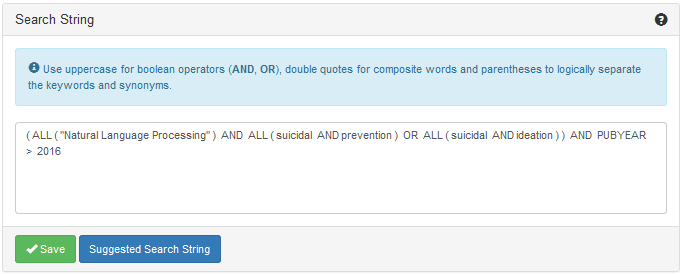 Search String
Use uppercase for boolean operators (AND, OR), double quotes for composite words and parentheses to logically separate
the keywords and synonyms.
( ALL ( "Natural Language Processing" ) AND ALL ( suicidal AND prevention ) OR ALL ( suicidal AND ideation ) ) AND PUBYEAR
> 2016
Save Suggested Search String